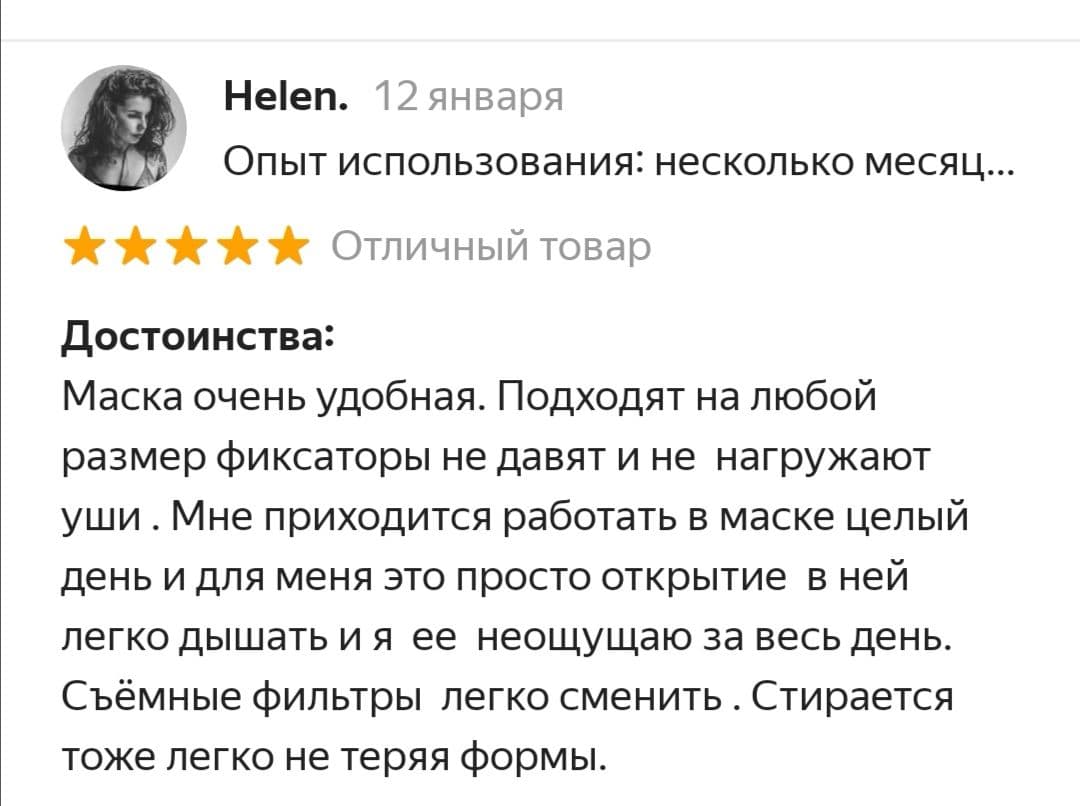 Helen. 12 января
Опыт использования: несколько месяц...
Отличный товар
Достоинства:
Маска очень удобная. Подходят на любой
размер фиксаторы не давят и не нагружают
уши . Мне приходится работать в маске целый
день и для меня это просто открытие в ней
легко дышать и я ее неощущаю за весь день.
Съёмные фильтры легко сменить . Стирается
тоже легко не теряя формы.